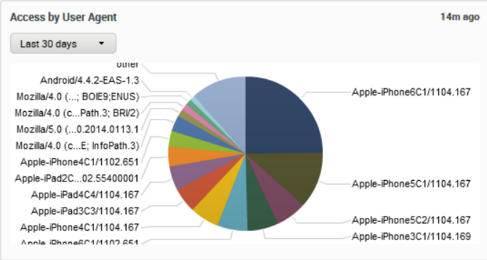 Access by User Agent
14m ago
Last 30 days
other
Android/4.4.2-EAS-1.3
Mozilla/4.0 (...; BOIE9;ENUS)
Mozilla/4.0 (c...Path.3; BRI/2)
Mozilla/5.0 (...0.2014.0113.1
Mozilla/4.0 (c...E; InfoPath.3)
Apple-iPhone4C1/1102.651
Apple-iPad2C...02.55400001
Apple-iPad4C4/1104.167
Apple-iPad3C3/1104.167
Apple-iPhone4C1/1104.167
Apple-iPhone6C1/1102.651
Apple-iPhone6C1/1104.167
Apple-iPhone5C1/1104.167
Apple-iPhone5C2/1104.167
Apple-iPhone3C1/1104.169